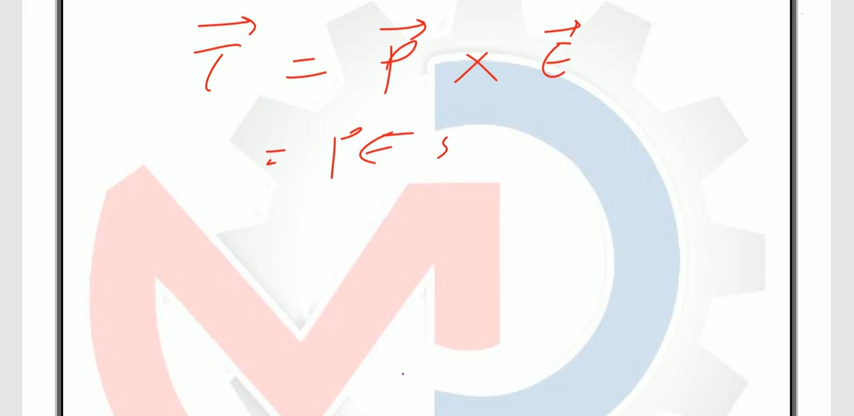 τ⃗ = P⃗ × E⃗
= PE s